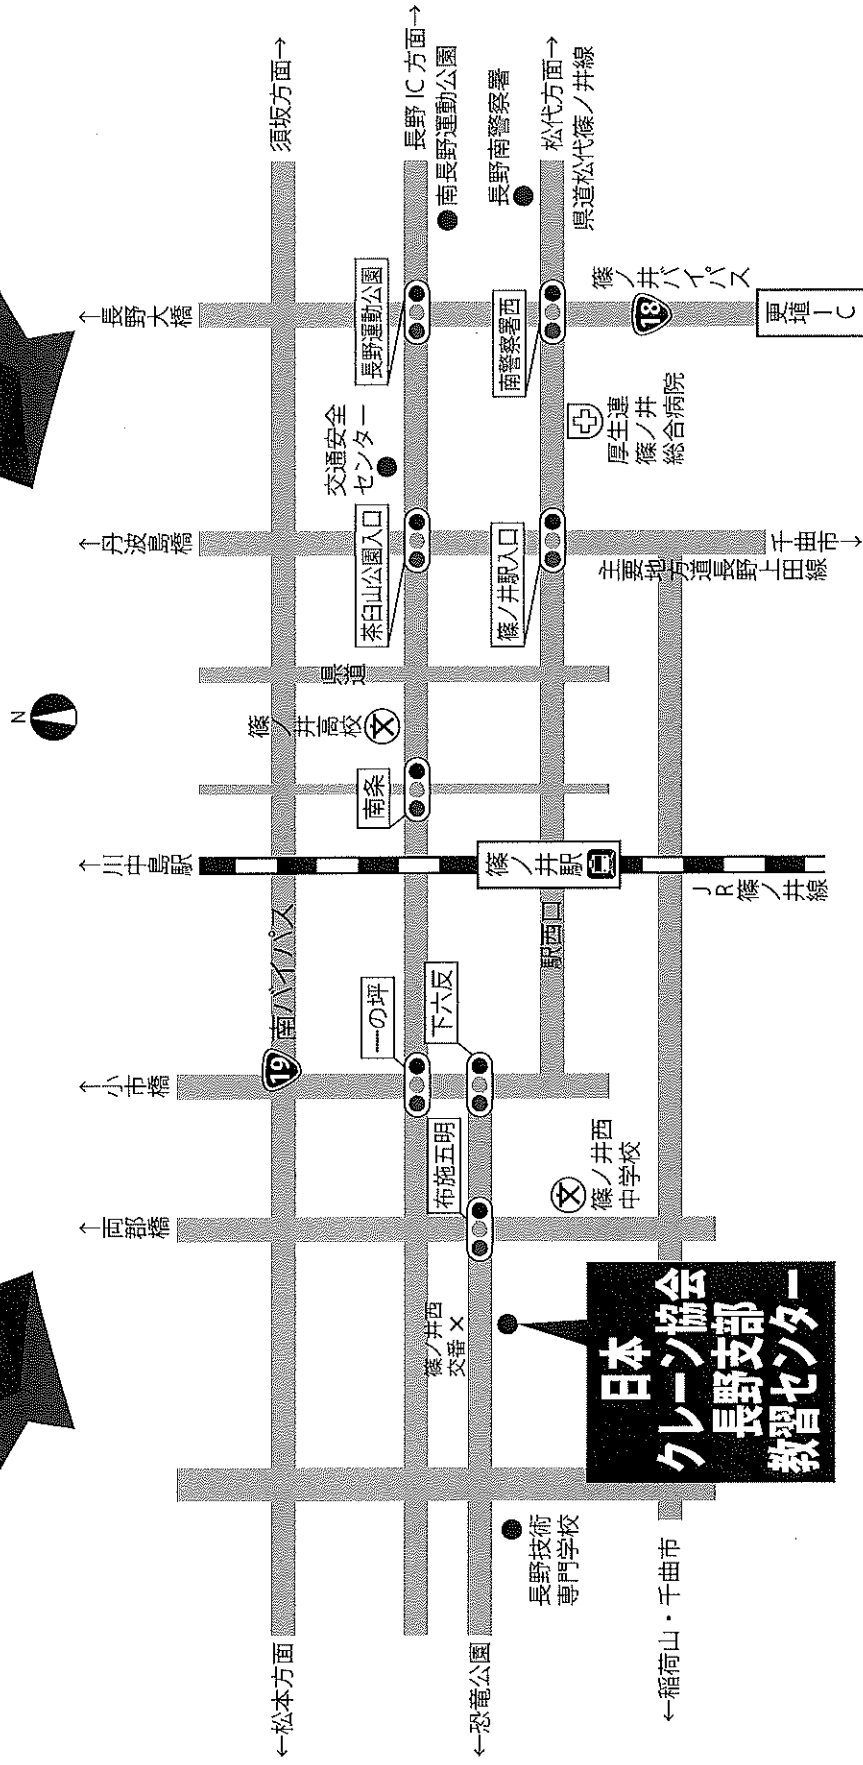 N
←松本方面
須坂方面→
長野IC方面→
←恐竜公園
松代方面→
県道松代篠ノ井線
←稲荷山・千曲市
←両郡橋
←小市橋
←川中島駅
←丹波島橋
←長野大橋
19
南バイパス
篠ノ井高校
文
県道
南条
一の坪
下六反
布施五明
茶臼山公園入口
交通安全
センター
長野運動公園
南長野運動公園
長野南警察署
南警察署西
篠ノ井駅入口
篠ノ井駅
駅西口
JR篠ノ井線
厚生連
篠ノ井
総合病院
18
篠ノ井バイパス
更埴IC
主要地方道長野上田線
千曲市→
篠ノ井西
交番
文
篠ノ井西
中学校
長野技術
専門学校
日本
クレーン協会
長野支部
教習センター